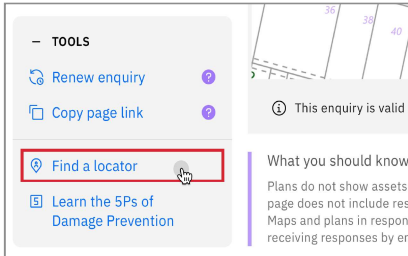 — TOOLS
Renew enquiry ?
Copy page link ?
Find a locator
5 Learn the 5Ps of
Damage Prevention
36
38
40
This enquiry is valid
What you should know
Plans do not show assets
page does not include res
Maps and plans in respon
receiving responses by e